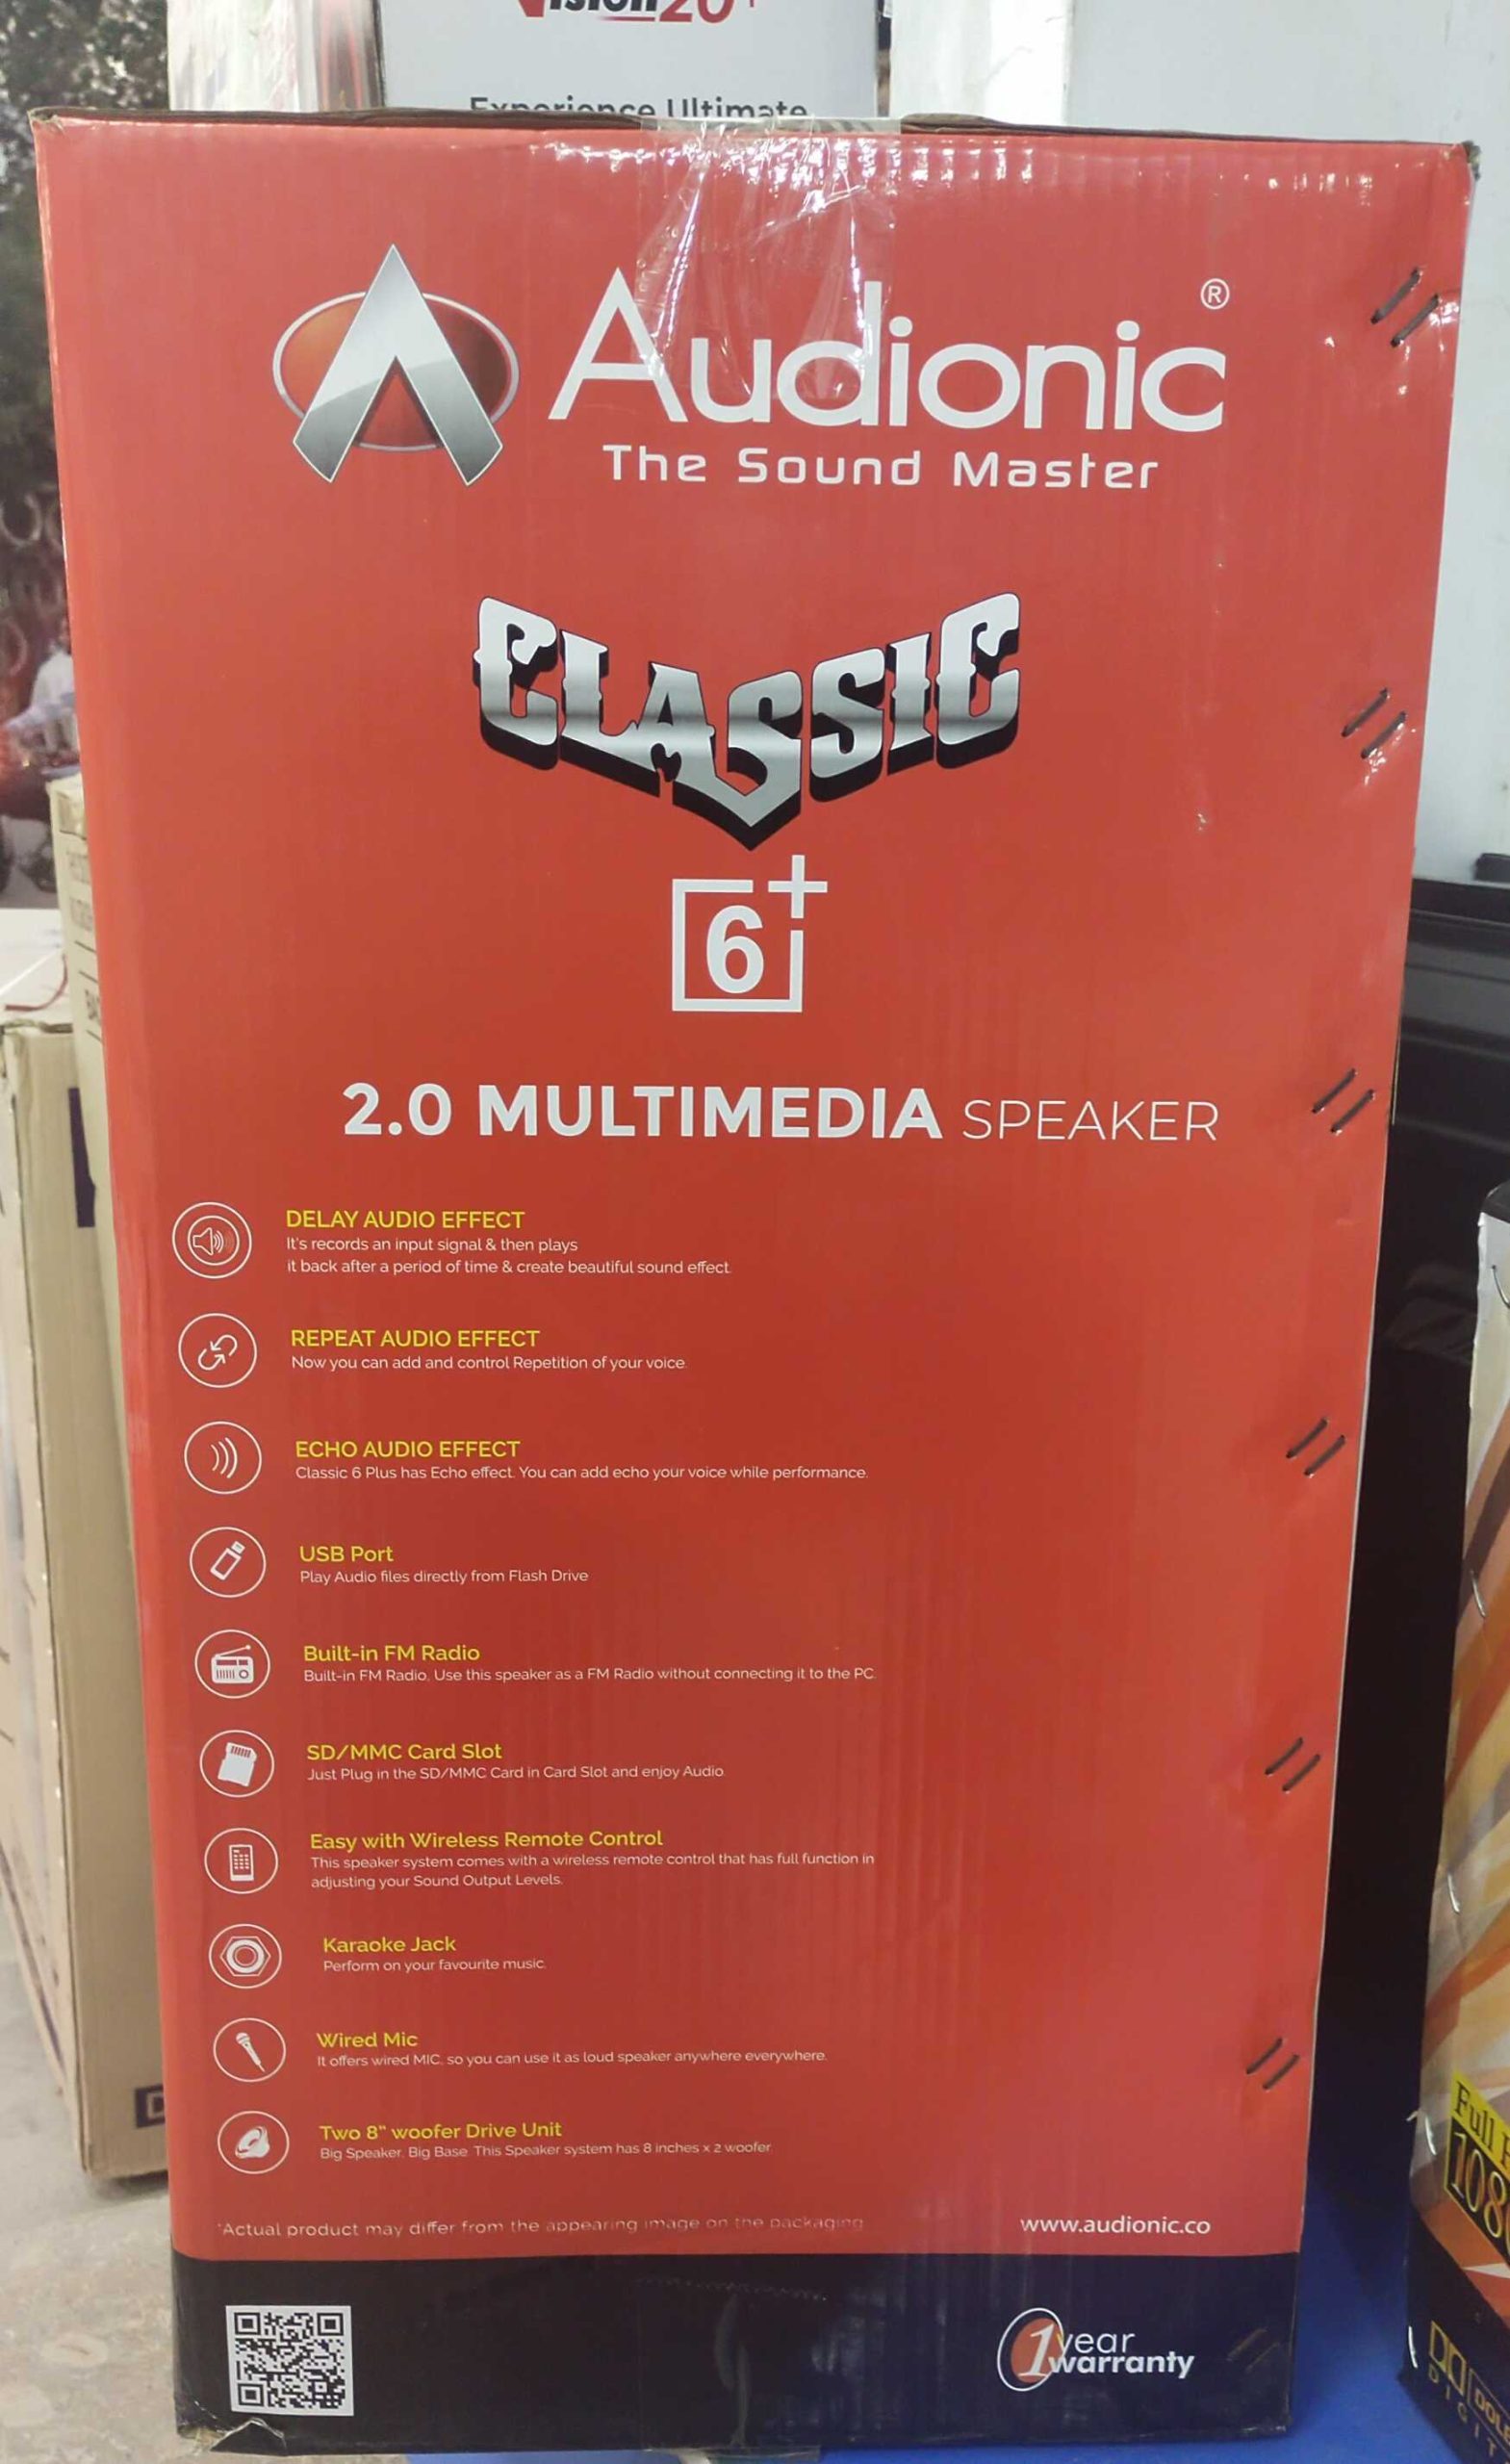 Vision20+
Experience Ultimate
Audionic®
The Sound Master
CLASSIC
6+
2.0 MULTIMEDIA SPEAKER
DELAY AUDIO EFFECT
It's records an input signal & then plays
it back after a period of time & create beautiful sound effect.
REPEAT AUDIO EFFECT
Now you can add and control Repetition of your voice
ECHO AUDIO EFFECT
Classic 6 Plus has Echo effect. You can add echo your voice while performance.
USB Port
Play Audio files directly from Flash Drive
Built-in FM Radio
Built-in FM Radio. Use this speaker as a FM Radio without connecting it to the PC.
SD/MMC Card Slot
Just Plug in the SD/MMC Card in Card Slot and enjoy Audio.
Easy with Wireless Remote Control
This speaker system comes with a wireless remote control that has full function in
adjusting your Sound Output Levels.
Karaoke Jack
Perform on your favourite music.
Wired Mic
It offers wired MIC. so you can use it as loud speaker anywhere everywhere.
Two 8" woofer Drive Unit
Big Speaker. Big Base. This Speaker system has 8 inches x 2 woofer.
*Actual product may differ from the appearing image on the packaging
www.audionic.co
1 year
warranty
Full
108